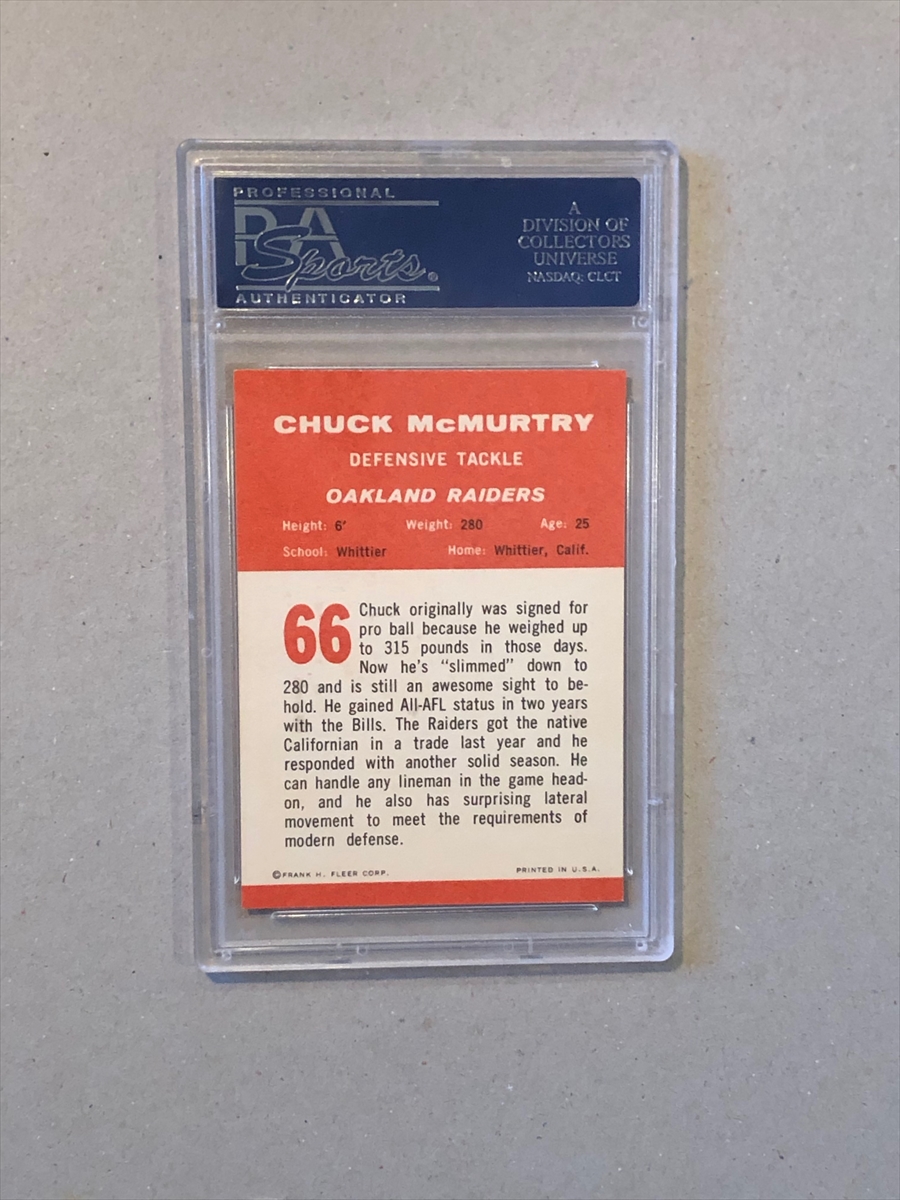 PROFESSIONAL
PSA
Sports®
AUTHENTICATOR
A
DIVISION OF
COLLECTORS
UNIVERSE
NASDAQ: CLCT
CHUCK McMURTRY
DEFENSIVE TACKLE
OAKLAND RAIDERS
Height: 6' Weight: 280 Age: 25
School: Whittier Home: Whittier, Calif.
66
Chuck originally was signed for
pro ball because he weighed up
to 315 pounds in those days.
Now he's "slimmed" down to
280 and is still an awesome sight to be-
hold. He gained All-AFL status in two years
with the Bills. The Raiders got the native
Californian in a trade last year and he
responded with another solid season. He
can handle any lineman in the game head-
on, and he also has surprising lateral
movement to meet the requirements of
modern defense.
©FRANK H. FLEER CORP. PRINTED IN U.S.A.